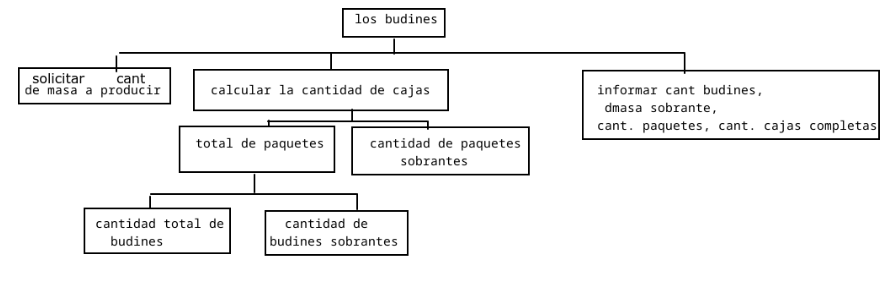 los budines
solicitar cant
de masa a producir
calcular la cantidad de cajas
informar cant budines,
dmasa sobrante,
cant. paquetes, cant. cajas completas
total de paquetes
cantidad de paquetes
sobrantes
cantidad total de
budines
cantidad de
budines sobrantes